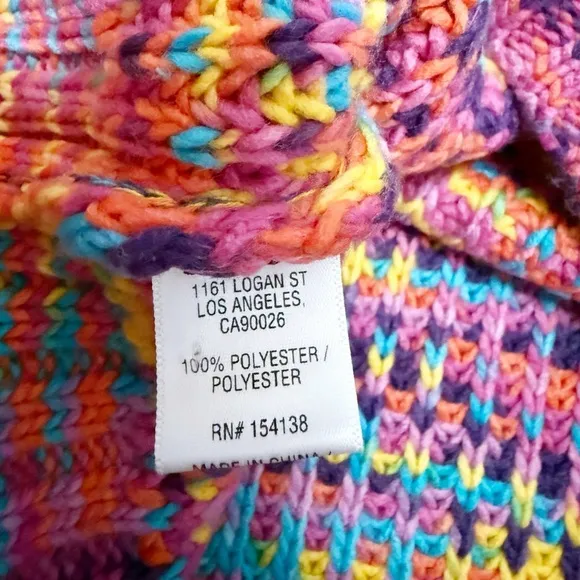 1161 LOGAN ST
LOS ANGELES,
CA90026
100% POLYESTER /
POLYESTER
RN# 154138
MADE IN CHINA /